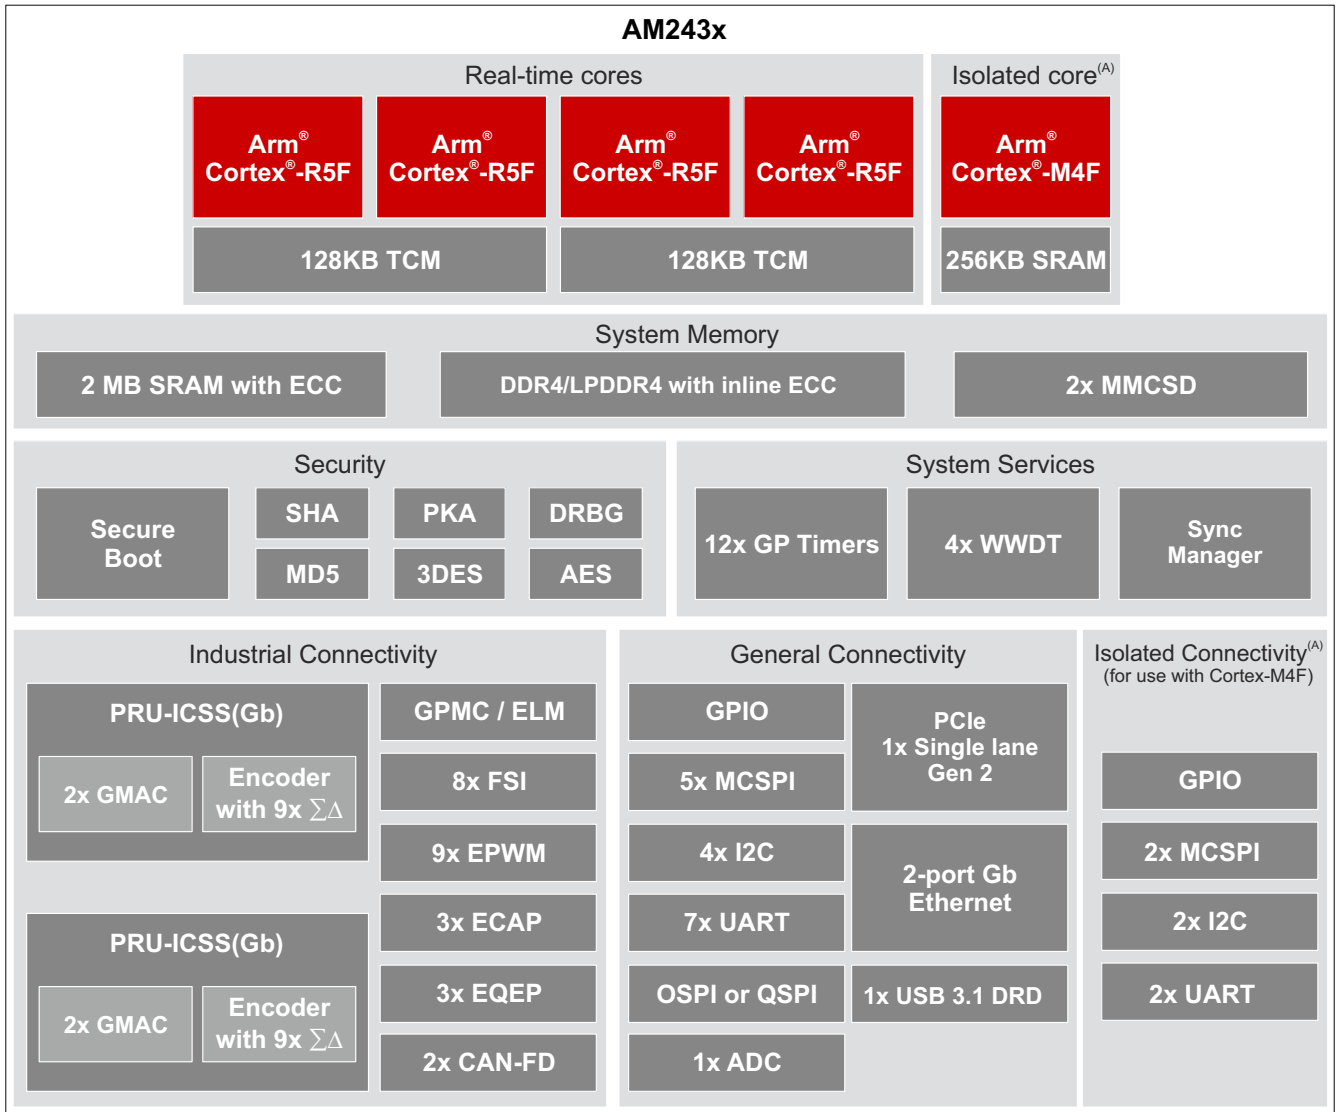 AM243x
Real-time cores
Arm®
Cortex®-R5F
Arm®
Cortex®-R5F
Arm®
Cortex®-R5F
Arm®
Cortex®-R5F
128KB TCM
128KB TCM
Isolated core(A)
Arm®
Cortex®-M4F
256KB SRAM
System Memory
2 MB SRAM with ECC
DDR4/LPDDR4 with inline ECC
2x MMCSD
Security
Secure
Boot
SHA
PKA
DRBG
MD5
3DES
AES
System Services
12x GP Timers
4x WWDT
Sync
Manager
Industrial Connectivity
PRU-ICSS(Gb)
2x GMAC
Encoder
with 9x ∑∆
PRU-ICSS(Gb)
2x GMAC
Encoder
with 9x ∑∆
GPMC / ELM
8x FSI
9x EPWM
3x ECAP
3x EQEP
2x CAN-FD
General Connectivity
GPIO
5x MCSPI
4x I2C
7x UART
OSPI or QSPI
1x ADC
PCIe
1x Single lane
Gen 2
2-port Gb
Ethernet
1x USB 3.1 DRD
Isolated Connectivity(A)
(for use with Cortex-M4F)
GPIO
2x MCSPI
2x I2C
2x UART